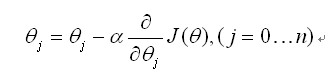 θ_j = θ_j − α ∂/∂θ_j J(θ), ( j = 0…n) ↵